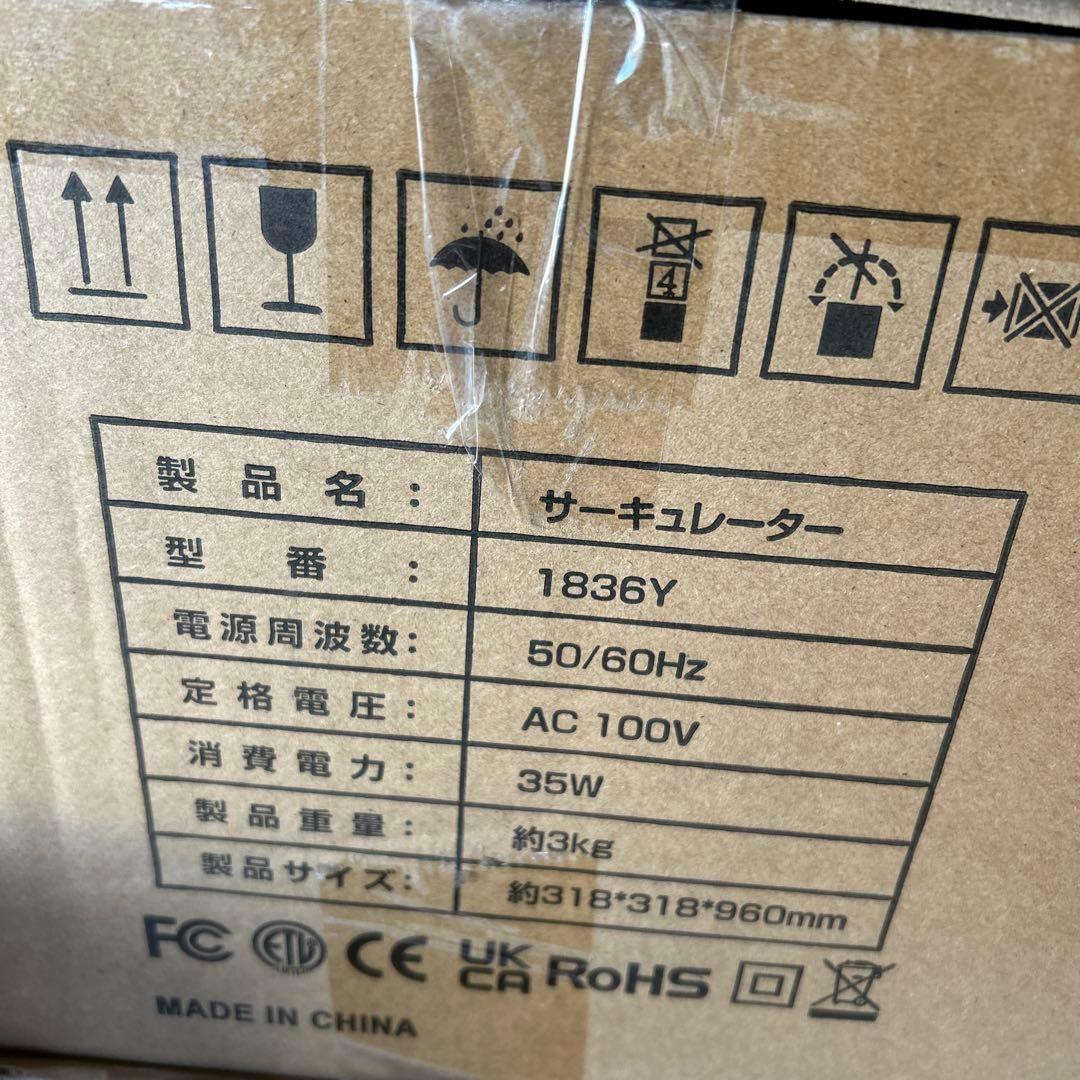 4
製品名： サーキュレーター
型番： 1836Y
電源周波数： 50/60Hz
定格電圧： AC 100V
消費電力： 35W
製品重量： 約3kg
製品サイズ： 約318*318*960mm
FC ETL CE UK CA RoHS
MADE IN CHINA